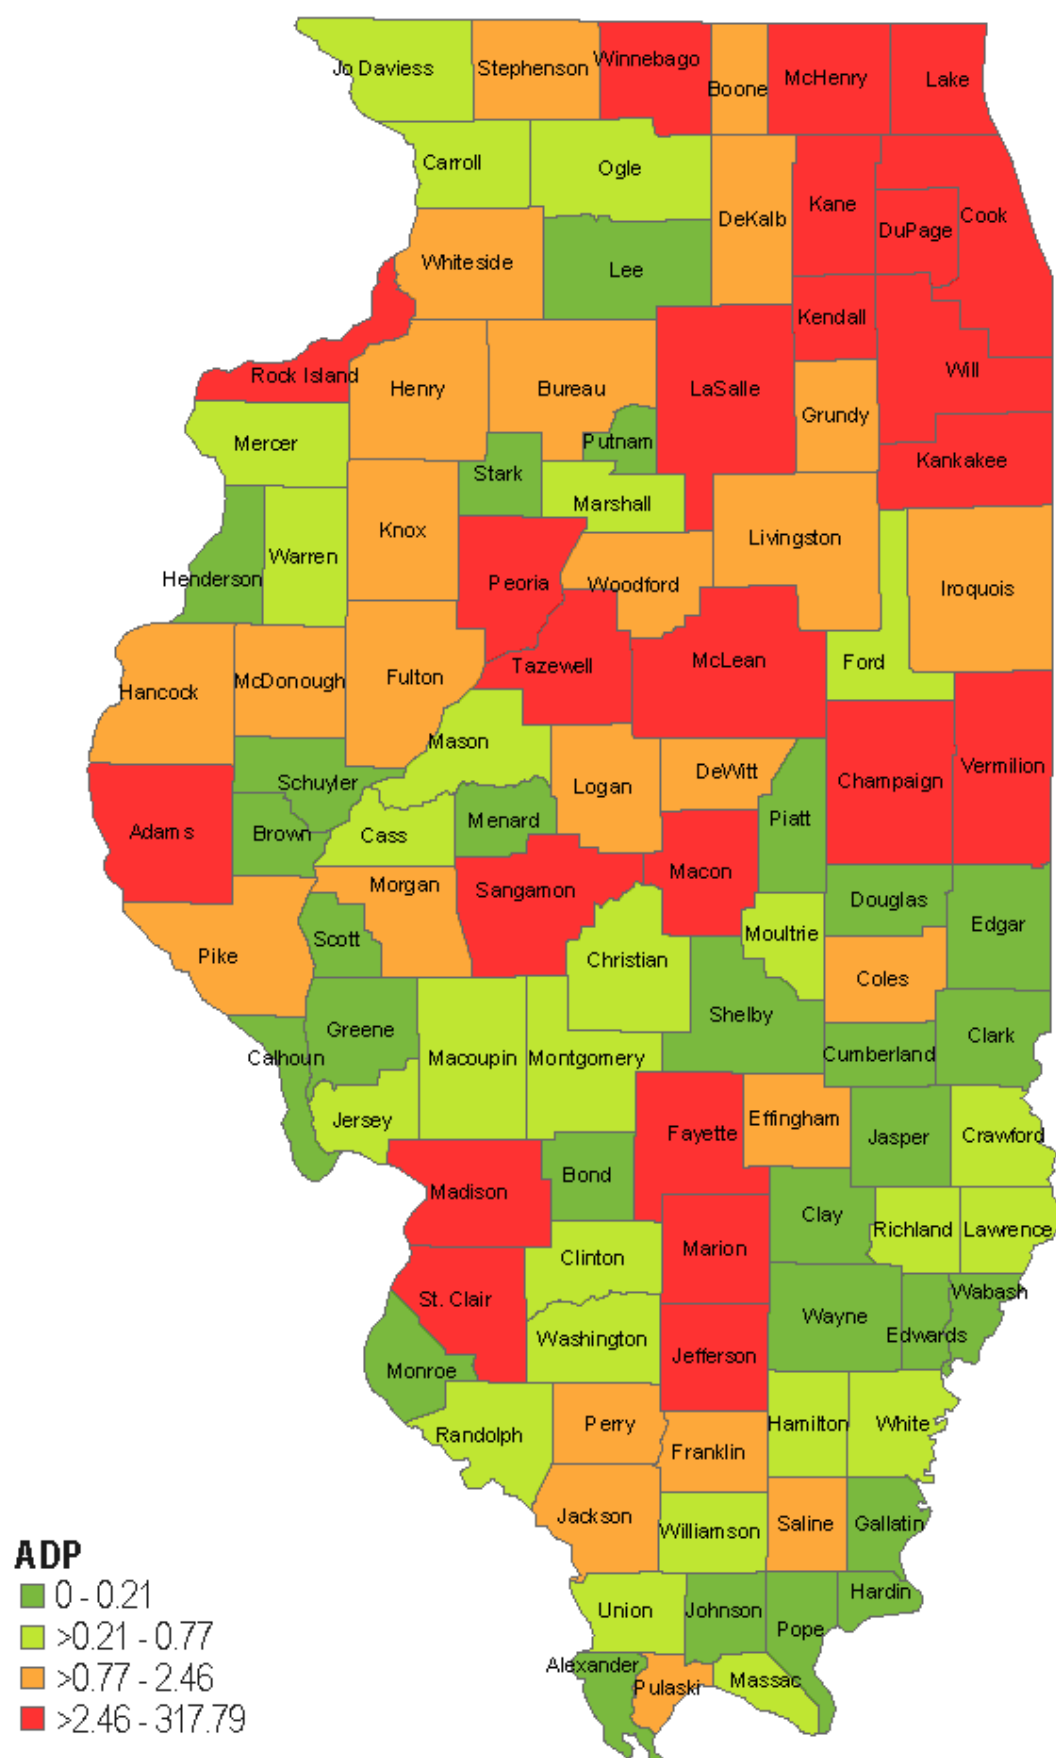 Jo Daviess
Stephenson
Winnebago
Boone
McHenry
Lake
Carroll
Ogle
DeKalb
Kane
DuPage
Cook
Whiteside
Lee
Kendall
Rock Island
Henry
Bureau
LaSalle
Grundy
Will
Mercer
Putnam
Kankakee
Stark
Marshall
Henderson
Warren
Knox
Peoria
Woodford
Livingston
Iroquois
Hancock
McDonough
Fulton
Tazewell
McLean
Ford
Mason
Schuyler
Logan
DeWitt
Champaign
Vermilion
Adams
Brown
Cass
Menard
Piatt
Morgan
Sangamon
Macon
Douglas
Edgar
Pike
Scott
Christian
Moultrie
Coles
Greene
Shelby
Calhoun
Macoupin
Montgomery
Cumberland
Clark
Jersey
Fayette
Effingham
Jasper
Crawford
Madison
Bond
Clay
Richland
Lawrence
Clinton
Marion
St. Clair
Washington
Jefferson
Wayne
Edwards
Wabash
Monroe
Randolph
Perry
Franklin
Hamilton
White
Jackson
Williamson
Saline
Gallatin
Union
Johnson
Pope
Hardin
Alexander
Pulaski
Massac
ADP
0 - 0.21
>0.21 - 0.77
>0.77 - 2.46
>2.46 - 317.79